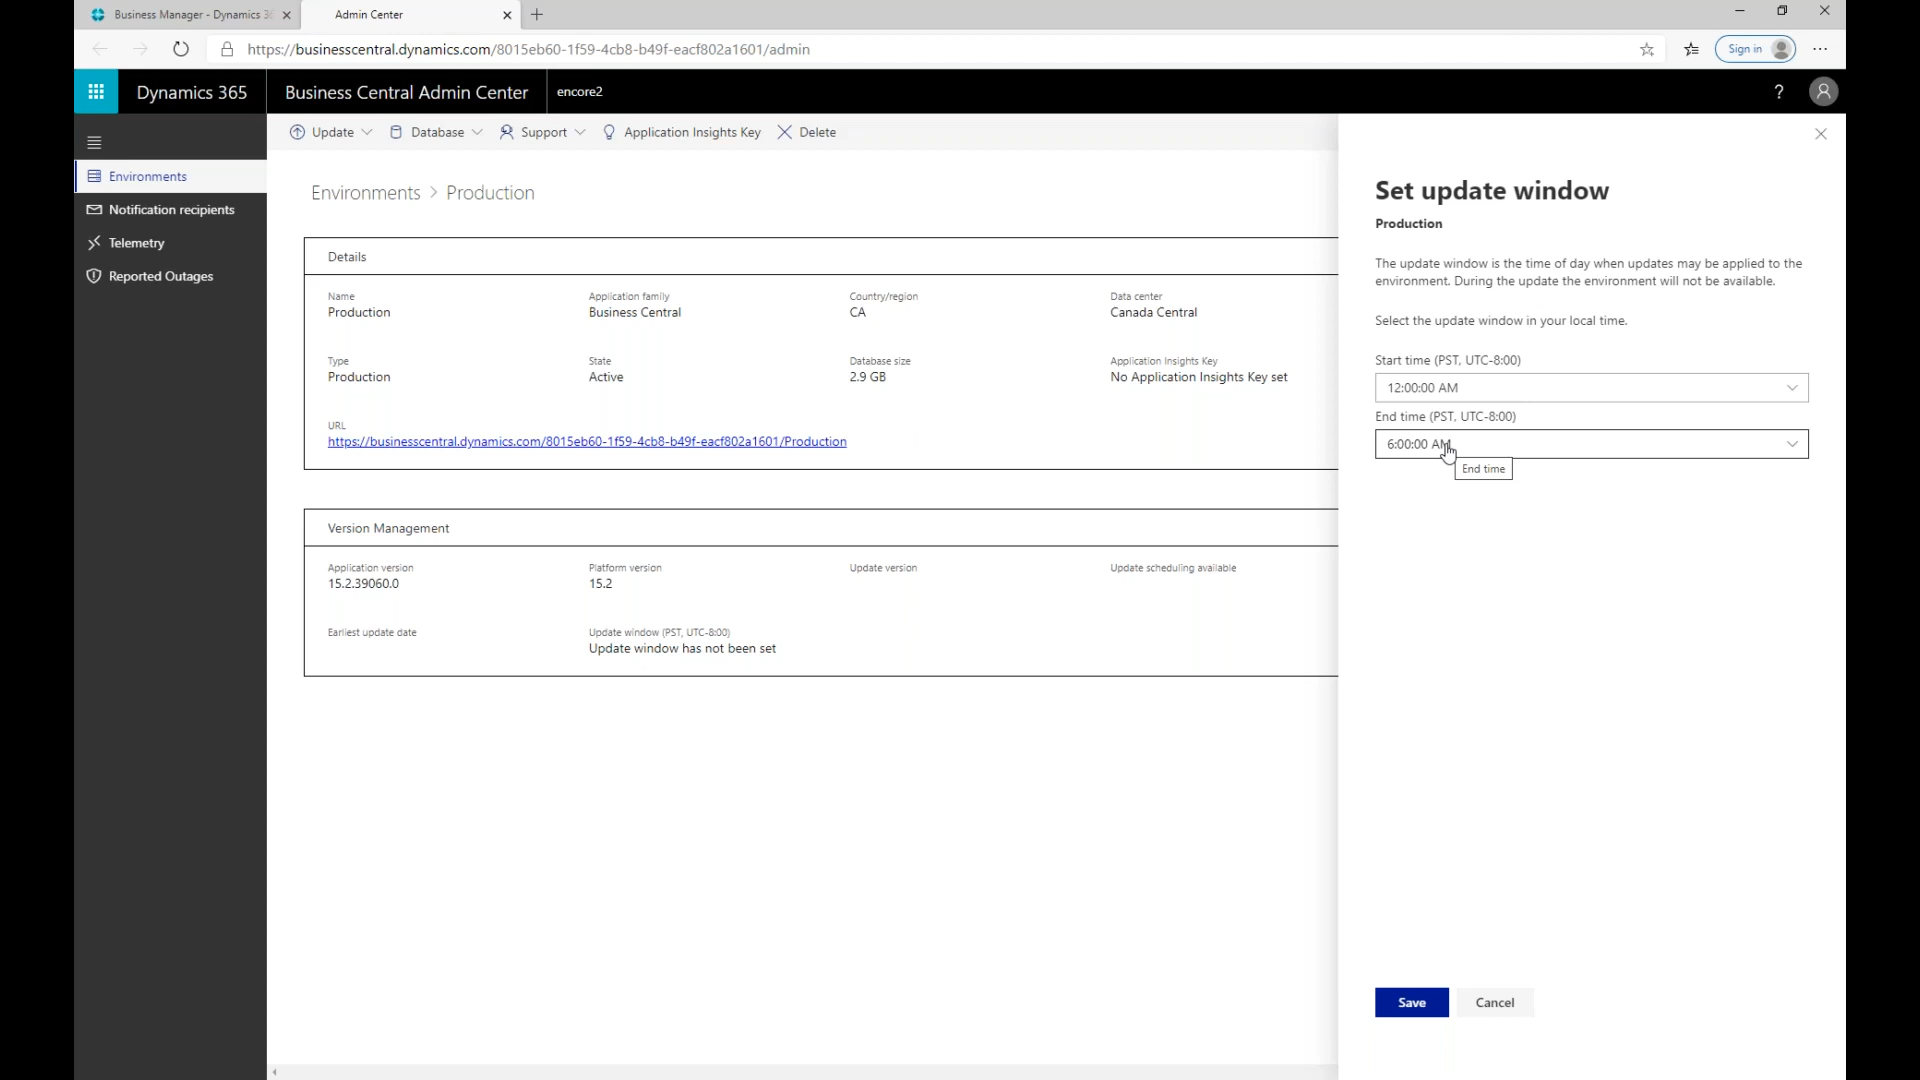 Business Manager - Dynamics 36
Admin Center
https://businesscentral.dynamics.com/8015eb60-1f59-4cb8-b49f-eacf802a1601/admin
Sign in
Dynamics 365
Business Central Admin Center
encore2
?
Update
Database
Support
Application Insights Key
Delete
Environments
Notification recipients
Telemetry
Reported Outages
Environments > Production
Details
Name
Production
Application family
Business Central
Country/region
CA
Data center
Canada Central
Type
Production
State
Active
Database size
2.9 GB
Application Insights Key
No Application Insights Key set
URL
https://businesscentral.dynamics.com/8015eb60-1f59-4cb8-b49f-eacf802a1601/Production
Version Management
Application version
15.2.39060.0
Platform version
15.2
Update version
Update scheduling available
Earliest update date
Update window (PST, UTC-8:00)
Update window has not been set
Set update window
Production
The update window is the time of day when updates may be applied to the
environment. During the update the environment will not be available.
Select the update window in your local time.
Start time (PST, UTC-8:00)
12:00:00 AM
End time (PST, UTC-8:00)
6:00:00 AM
End time
Save
Cancel